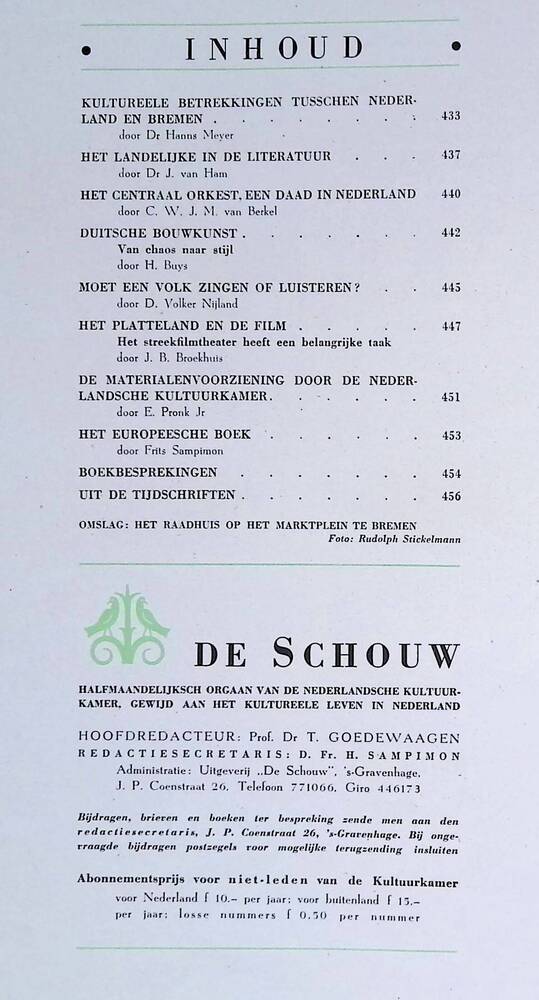 • INHOUD •
KULTUREELE BETREKKINGEN TUSSCHEN NEDER-
LAND EN BREMEN . . . . . . . 433
door Dr Hanns Meyer
HET LANDELIJKE IN DE LITERATUUR . . . 437
door Dr J. van Ham
HET CENTRAAL ORKEST, EEN DAAD IN NEDERLAND 440
door C. W. J. M. van Berkel
DUITSCHE BOUWKUNST . . . . . . . 442
Van chaos naar stijl
door H. Buys
MOET EEN VOLK ZINGEN OF LUISTEREN? . . 445
door D. Volker Nijland
HET PLATTELAND EN DE FILM . . . . . 447
Het streekfilmtheater heeft een belangrijke taak
door J. B. Broekhuis
DE MATERIALENVOORZIENING DOOR DE NEDER-
LANDSCHE KULTUURKAMER. . . . . . 451
door E. Pronk Jr
HET EUROPEESCHE BOEK . . . . . . 453
door Frits Sampimon
BOEKBESPREKINGEN . . . . . . . 454
UIT DE TIJDSCHRIFTEN . . . . . . . 456
OMSLAG: HET RAADHUIS OP HET MARKTPLEIN TE BREMEN
Foto: Rudolph Stickelmann
DE SCHOUW
HALFMAANDELIJKSCH ORGAAN VAN DE NEDERLANDSCHE KULTUUR-
KAMER, GEWIJD AAN HET KULTUREELE LEVEN IN NEDERLAND
HOOFDREDACTEUR: Prof. Dr T. GOEDEWAAGEN
REDACTIESECRETARIS: D. Fr. H. SAMPIMON
Administratie: Uitgeverij „De Schouw", 's-Gravenhage,
J. P. Coenstraat 26, Telefoon 771066, Giro 446173
Bijdragen, brieven en boeken ter bespreking zende men aan den
redactiesecretaris, J. P. Coenstraat 26, 's-Gravenhage. Bij onge-
vraagde bijdragen postzegels voor mogelijke terugzending insluiten
Abonnementsprijs voor niet-leden van de Kultuurkamer
voor Nederland f 10.- per jaar; voor buitenland f 15.-
per jaar; losse nummers f 0.50 per nummer